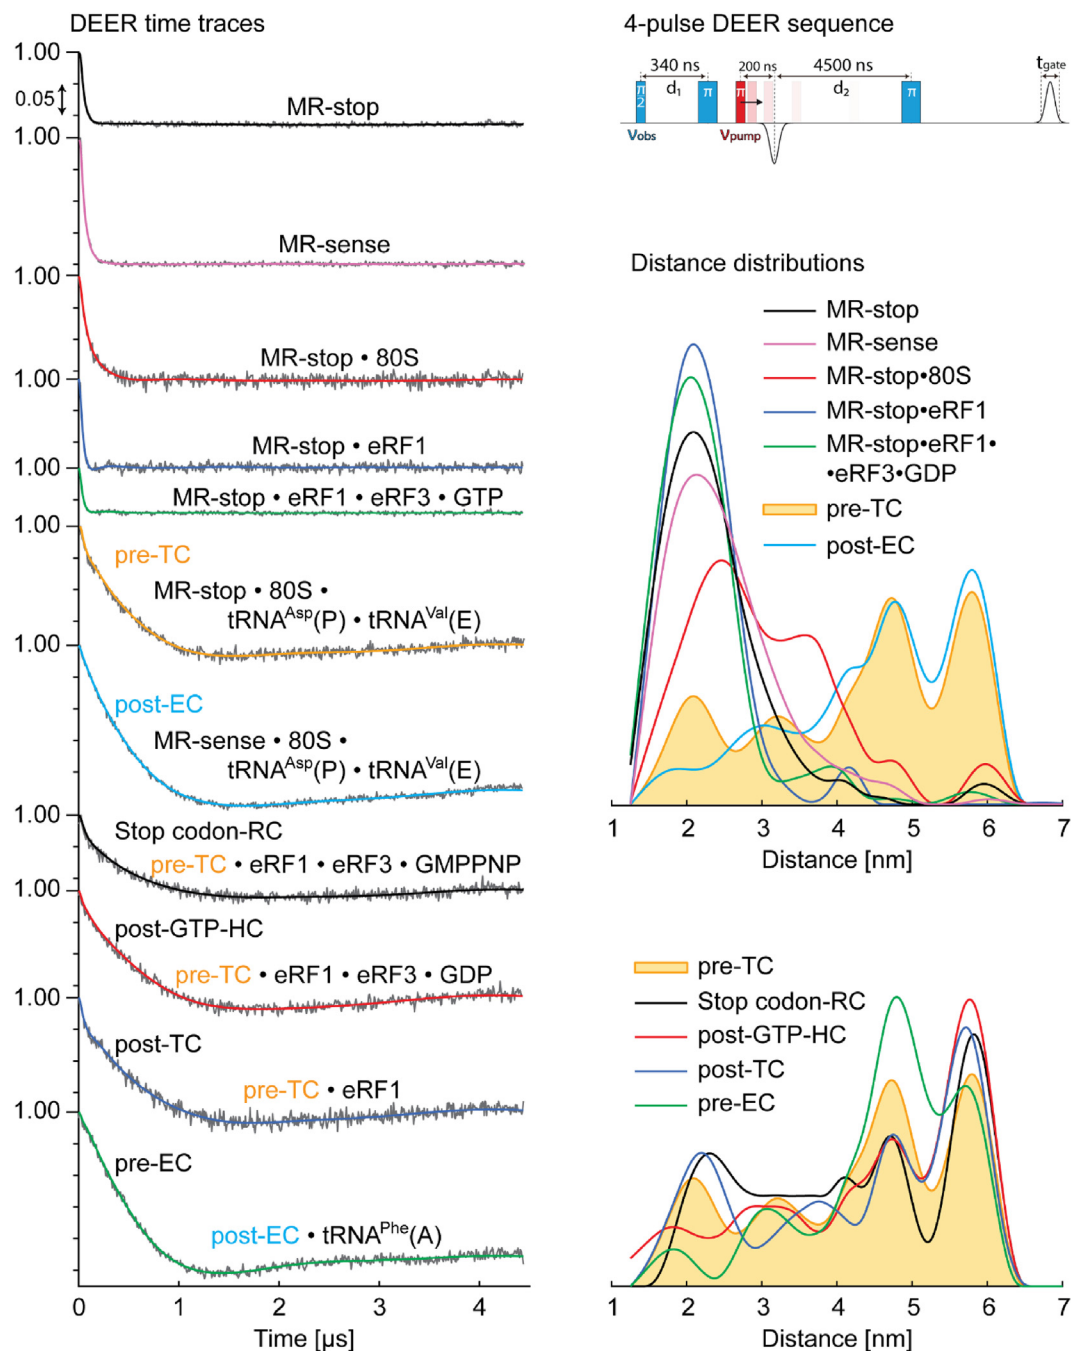 DEER time traces
1.00
0.05
MR-stop
1.00
MR-sense
1.00
MR-stop • 80S
1.00
MR-stop • eRF1
1.00
MR-stop • eRF1 • eRF3 • GTP
1.00
pre-TC
MR-stop • 80S •
tRNA^Asp(P) • tRNA^Val(E)
1.00
post-EC
MR-sense • 80S •
tRNA^Asp(P) • tRNA^Val(E)
1.00
Stop codon-RC
pre-TC • eRF1 • eRF3 • GMPPNP
1.00
post-GTP-HC
pre-TC • eRF1 • eRF3 • GDP
1.00
post-TC
pre-TC • eRF1
1.00
pre-EC
post-EC • tRNA^Phe(A)
0 1 2 3 4
Time [µs]
4-pulse DEER sequence
340 ns 200 ns 4500 ns t_gate
π/2 d₁ π π d₂ π
ν_obs ν_pump
Distance distributions
MR-stop
MR-sense
MR-stop•80S
MR-stop•eRF1
MR-stop•eRF1•
•eRF3•GDP
pre-TC
post-EC
1 2 3 4 5 6 7
Distance [nm]
pre-TC
Stop codon-RC
post-GTP-HC
post-TC
pre-EC
1 2 3 4 5 6 7
Distance [nm]